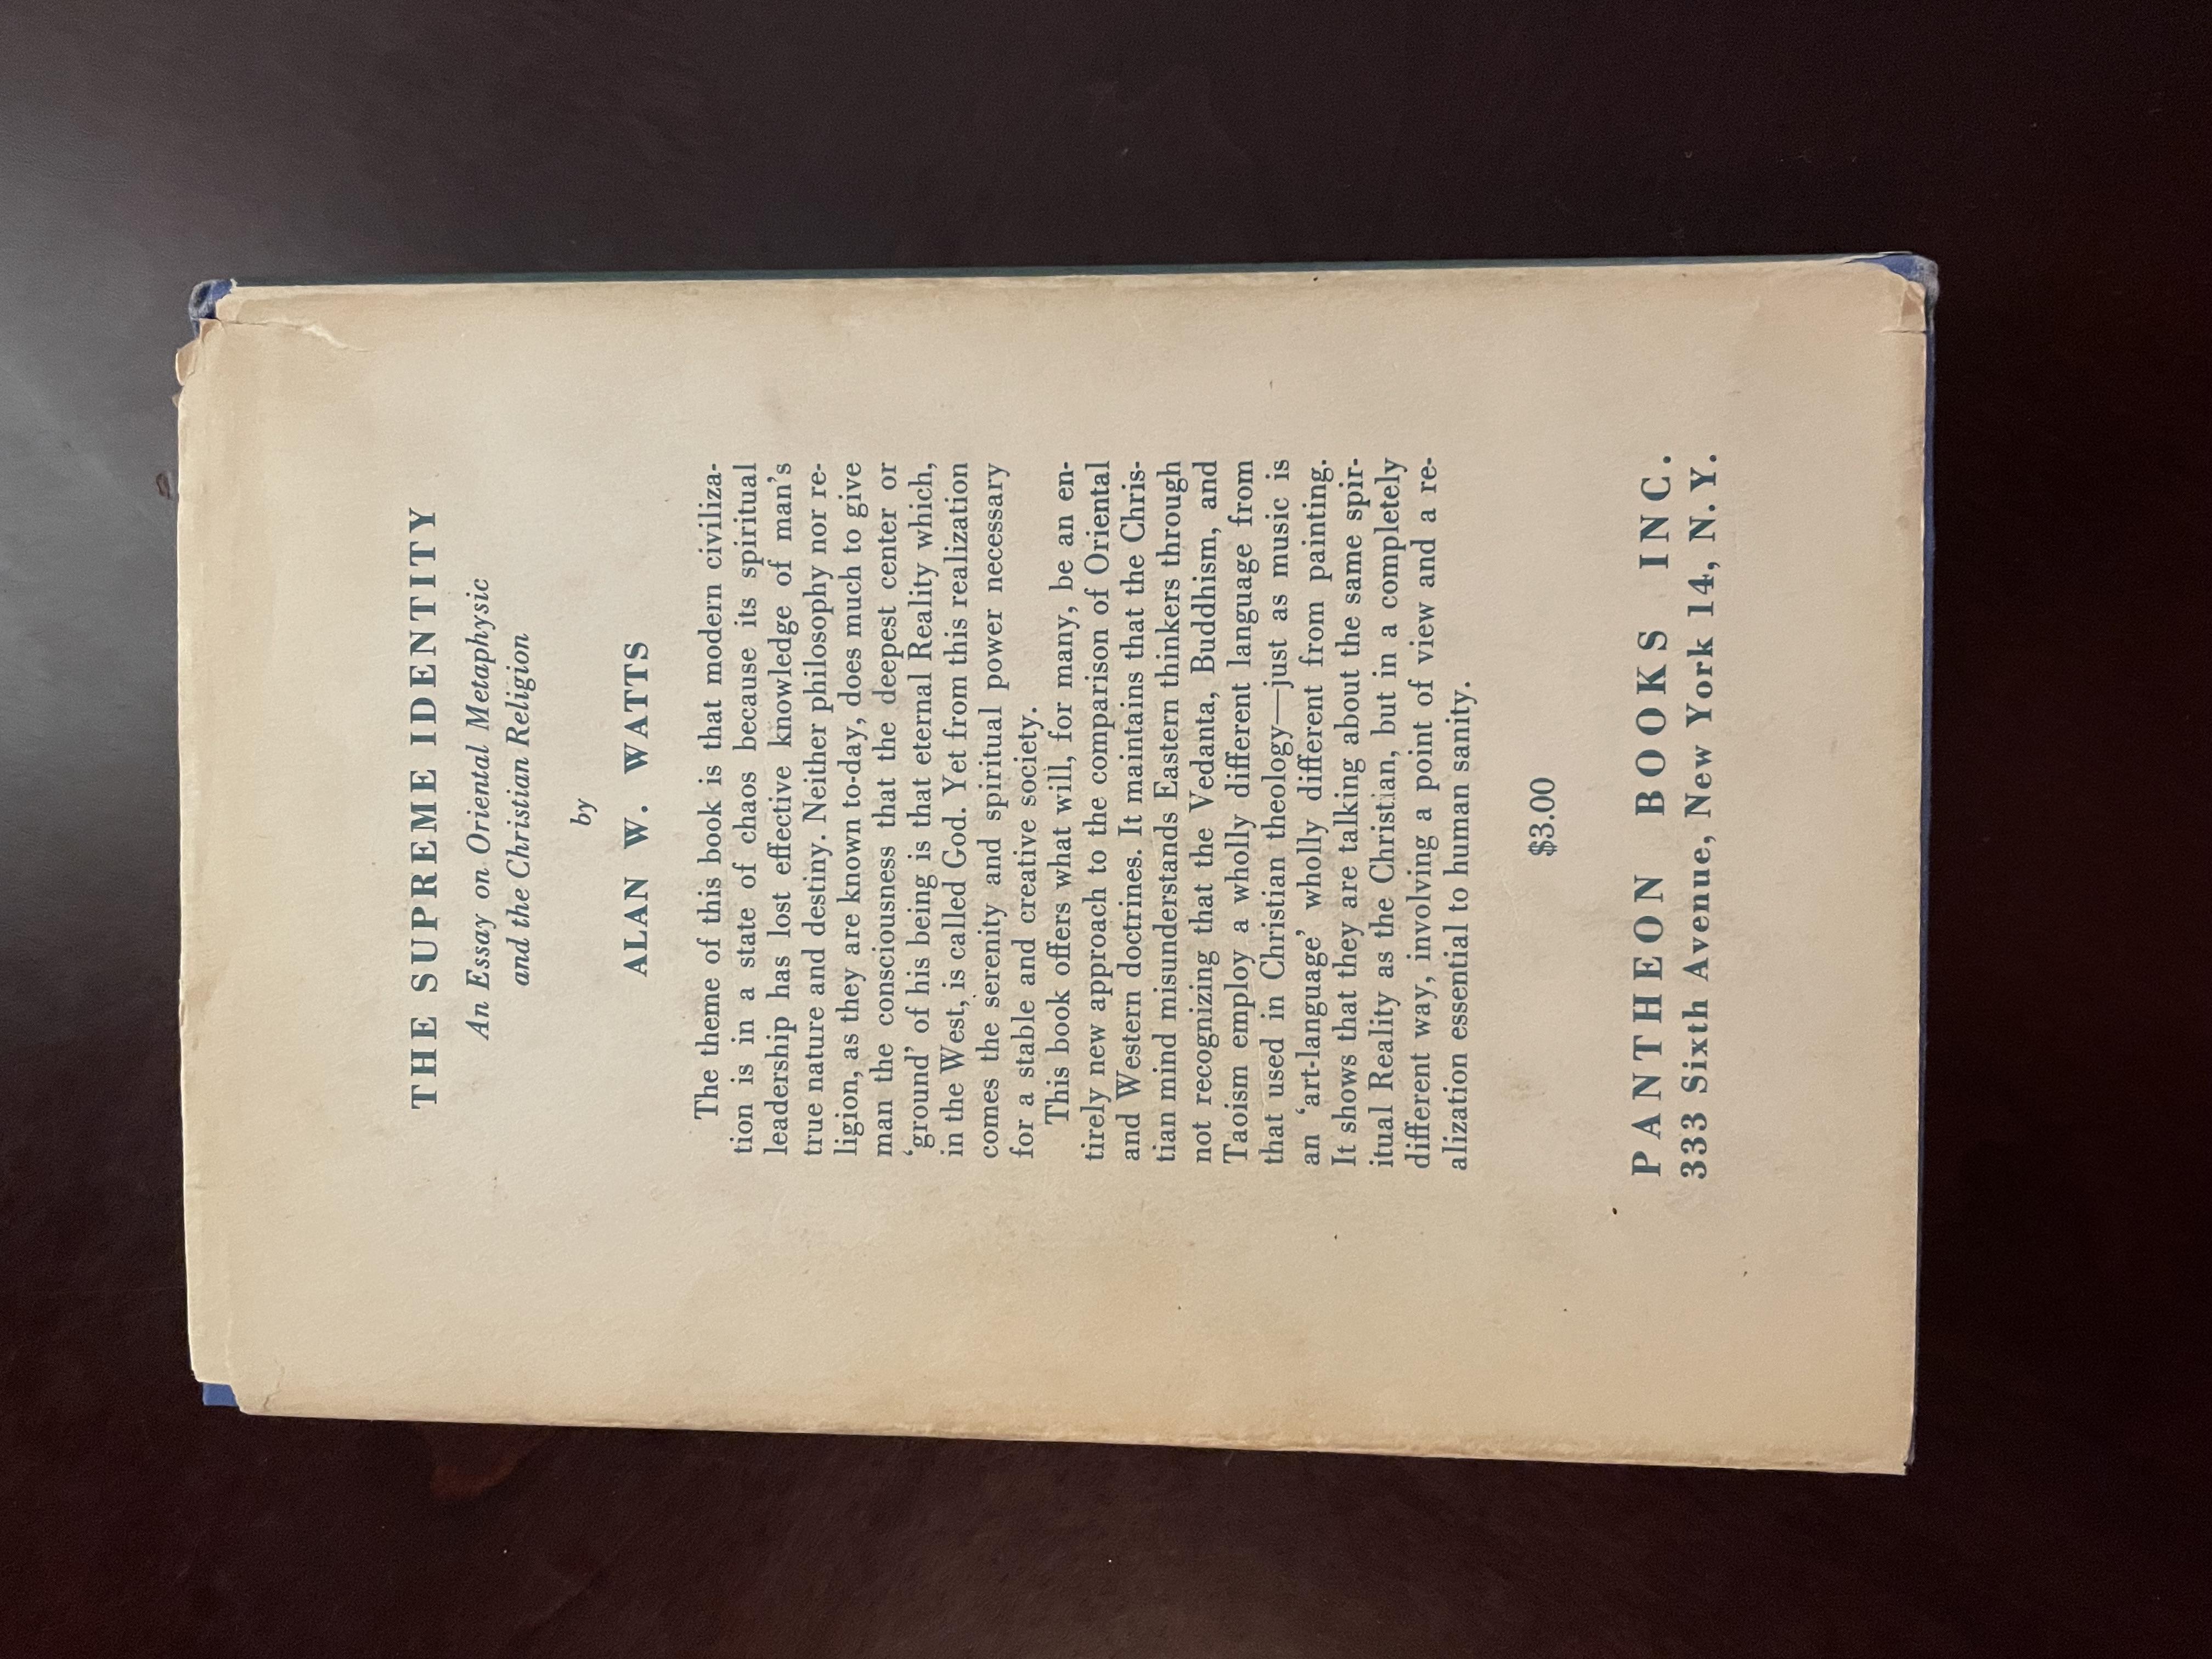 THE SUPREME IDENTITY
An Essay on Oriental Metaphysic
and the Christian Religion
by
ALAN W. WATTS
The theme of this book is that modern civiliza-
tion is in a state of chaos because its spiritual
leadership has lost effective knowledge of man's
true nature and destiny. Neither philosophy nor re-
ligion, as they are known to-day, does much to give
man the consciousness that the deepest center or
‘ground’ of his being is that eternal Reality which,
in the West, is called God. Yet from this realization
comes the serenity and spiritual power necessary
for a stable and creative society.
This book offers what will, for many, be an en-
tirely new approach to the comparison of Oriental
and Western doctrines. It maintains that the Chris-
tian mind misunderstands Eastern thinkers through
not recognizing that the Vedanta, Buddhism, and
Taoism employ a wholly different language from
that used in Christian theology—just as music is
an ‘art-language’ wholly different from painting.
It shows that they are talking about the same spir-
itual Reality as the Christian, but in a completely
different way, involving a point of view and a re-
alization essential to human sanity.
$3.00
PANTHEON BOOKS INC.
333 Sixth Avenue, New York 14, N.Y.